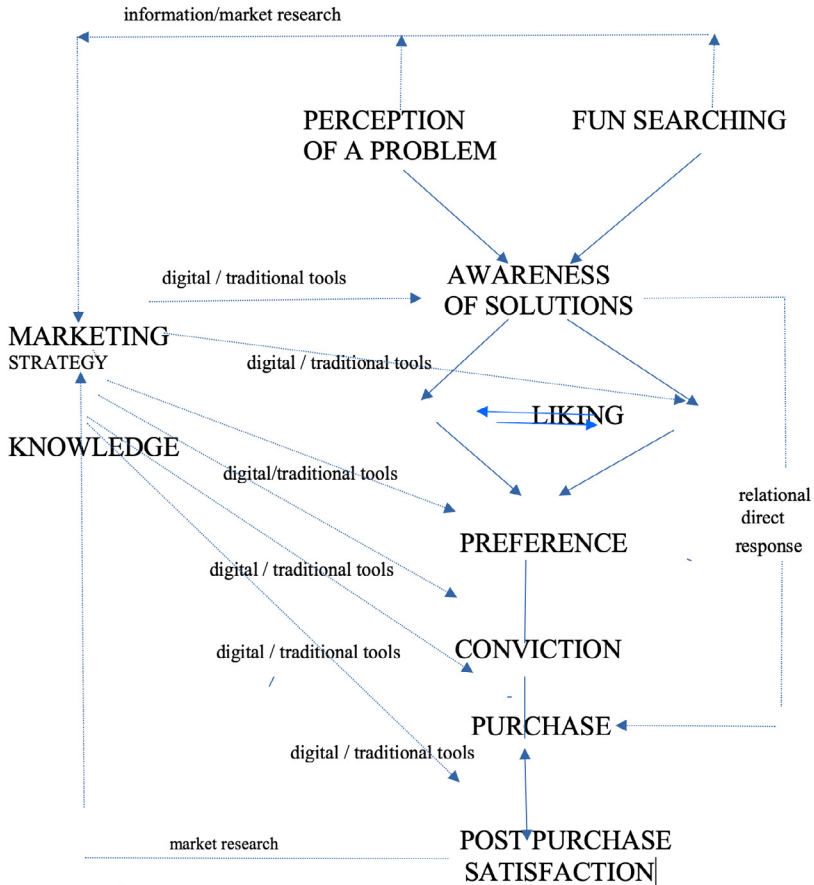 information/market research
PERCEPTION
OF A PROBLEM
FUN SEARCHING
digital / traditional tools
AWARENESS
OF SOLUTIONS
MARKETING
STRATEGY
digital / traditional tools
LIKING
KNOWLEDGE
digital/traditional tools
relational
direct
response
PREFERENCE
digital / traditional tools
CONVICTION
digital / traditional tools
PURCHASE
digital / traditional tools
POST PURCHASE
SATISFACTION
market research